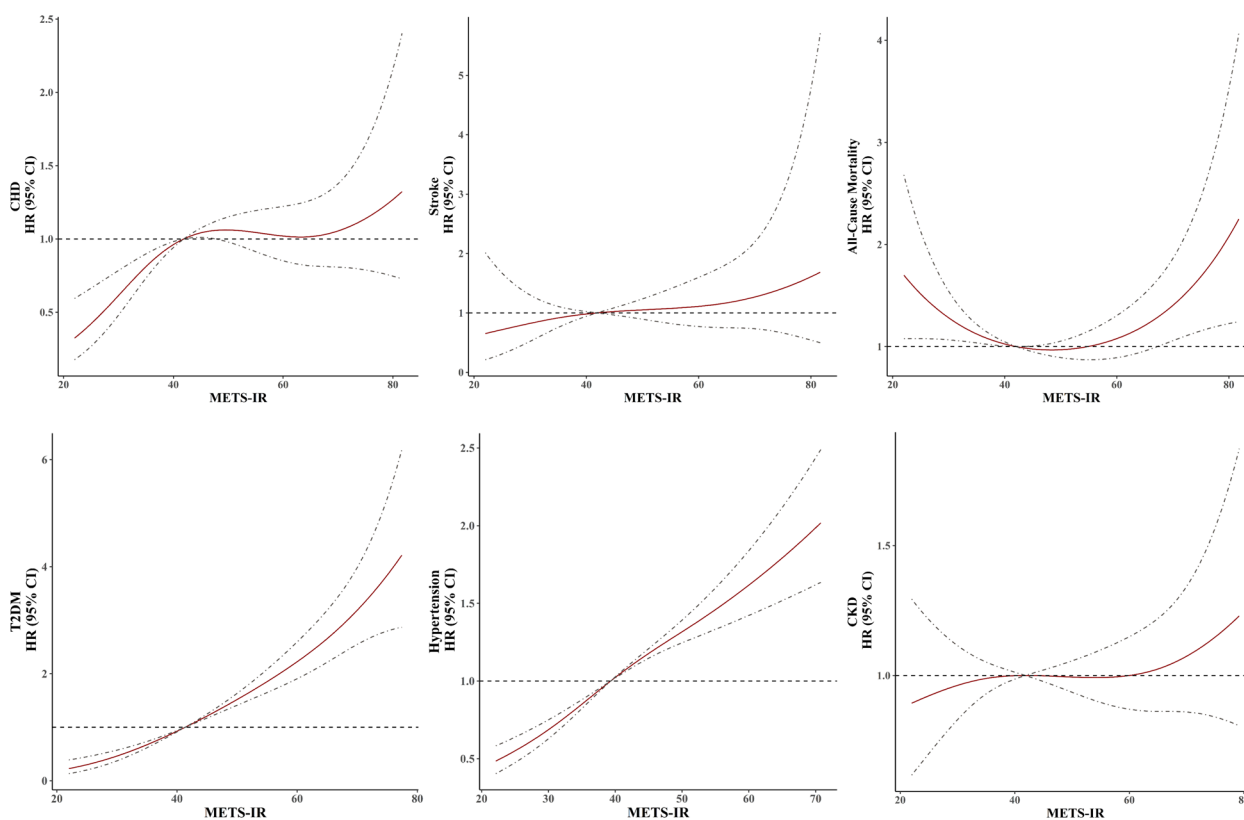 CHD
HR (95% CI)
2.5
2.0
1.5
1.0
0.5
20
40
60
80
METS-IR
Stroke
HR (95% CI)
5
4
3
2
1
0
20
40
60
80
METS-IR
All-Cause Mortality
HR (95% CI)
4
3
2
1
20
40
60
80
METS-IR
T2DM
HR (95% CI)
6
4
2
0
20
40
60
80
METS-IR
Hypertension
HR (95% CI)
2.5
2.0
1.5
1.0
0.5
20
30
40
50
60
70
METS-IR
CKD
HR (95% CI)
1.5
1.0
20
40
60
80
METS-IR